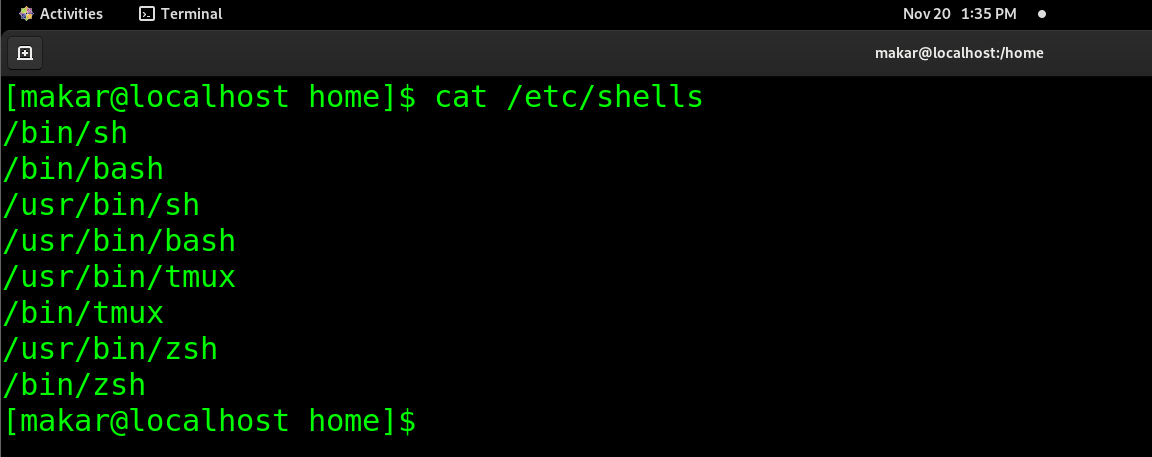 Activities Terminal Nov 20 1:35 PM
makar@localhost:/home
[makar@localhost home]$ cat /etc/shells
/bin/sh
/bin/bash
/usr/bin/sh
/usr/bin/bash
/usr/bin/tmux
/bin/tmux
/usr/bin/zsh
/bin/zsh
[makar@localhost home]$